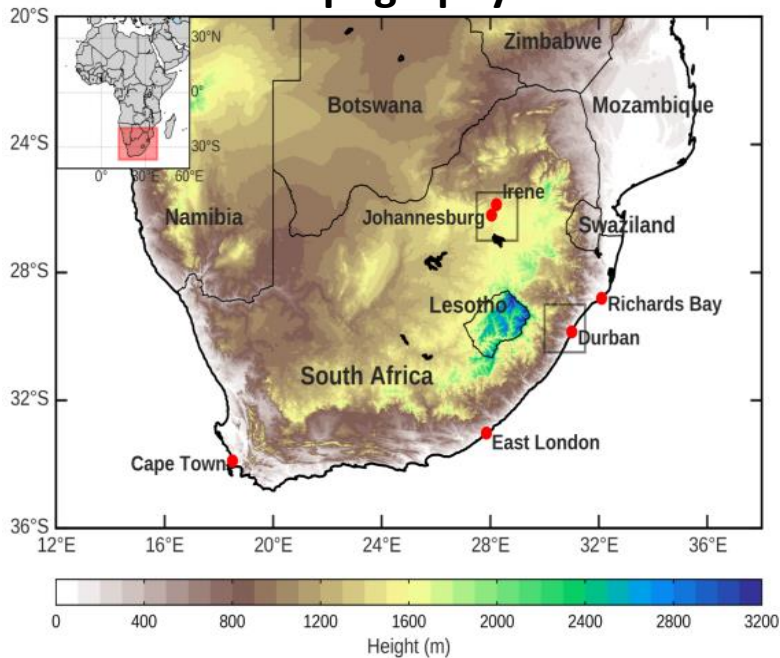 20°S
24°S
28°S
32°S
36°S
12°E
16°E
20°E
24°E
28°E
32°E
36°E
30°N
0°
30°S
0°
30°E
60°E
Zimbabwe
Botswana
Mozambique
Namibia
Irene
Johannesburg
Swaziland
Lesotho
Richards Bay
Durban
South Africa
East London
Cape Town
0
400
800
1200
1600
2000
2400
2800
3200
Height (m)